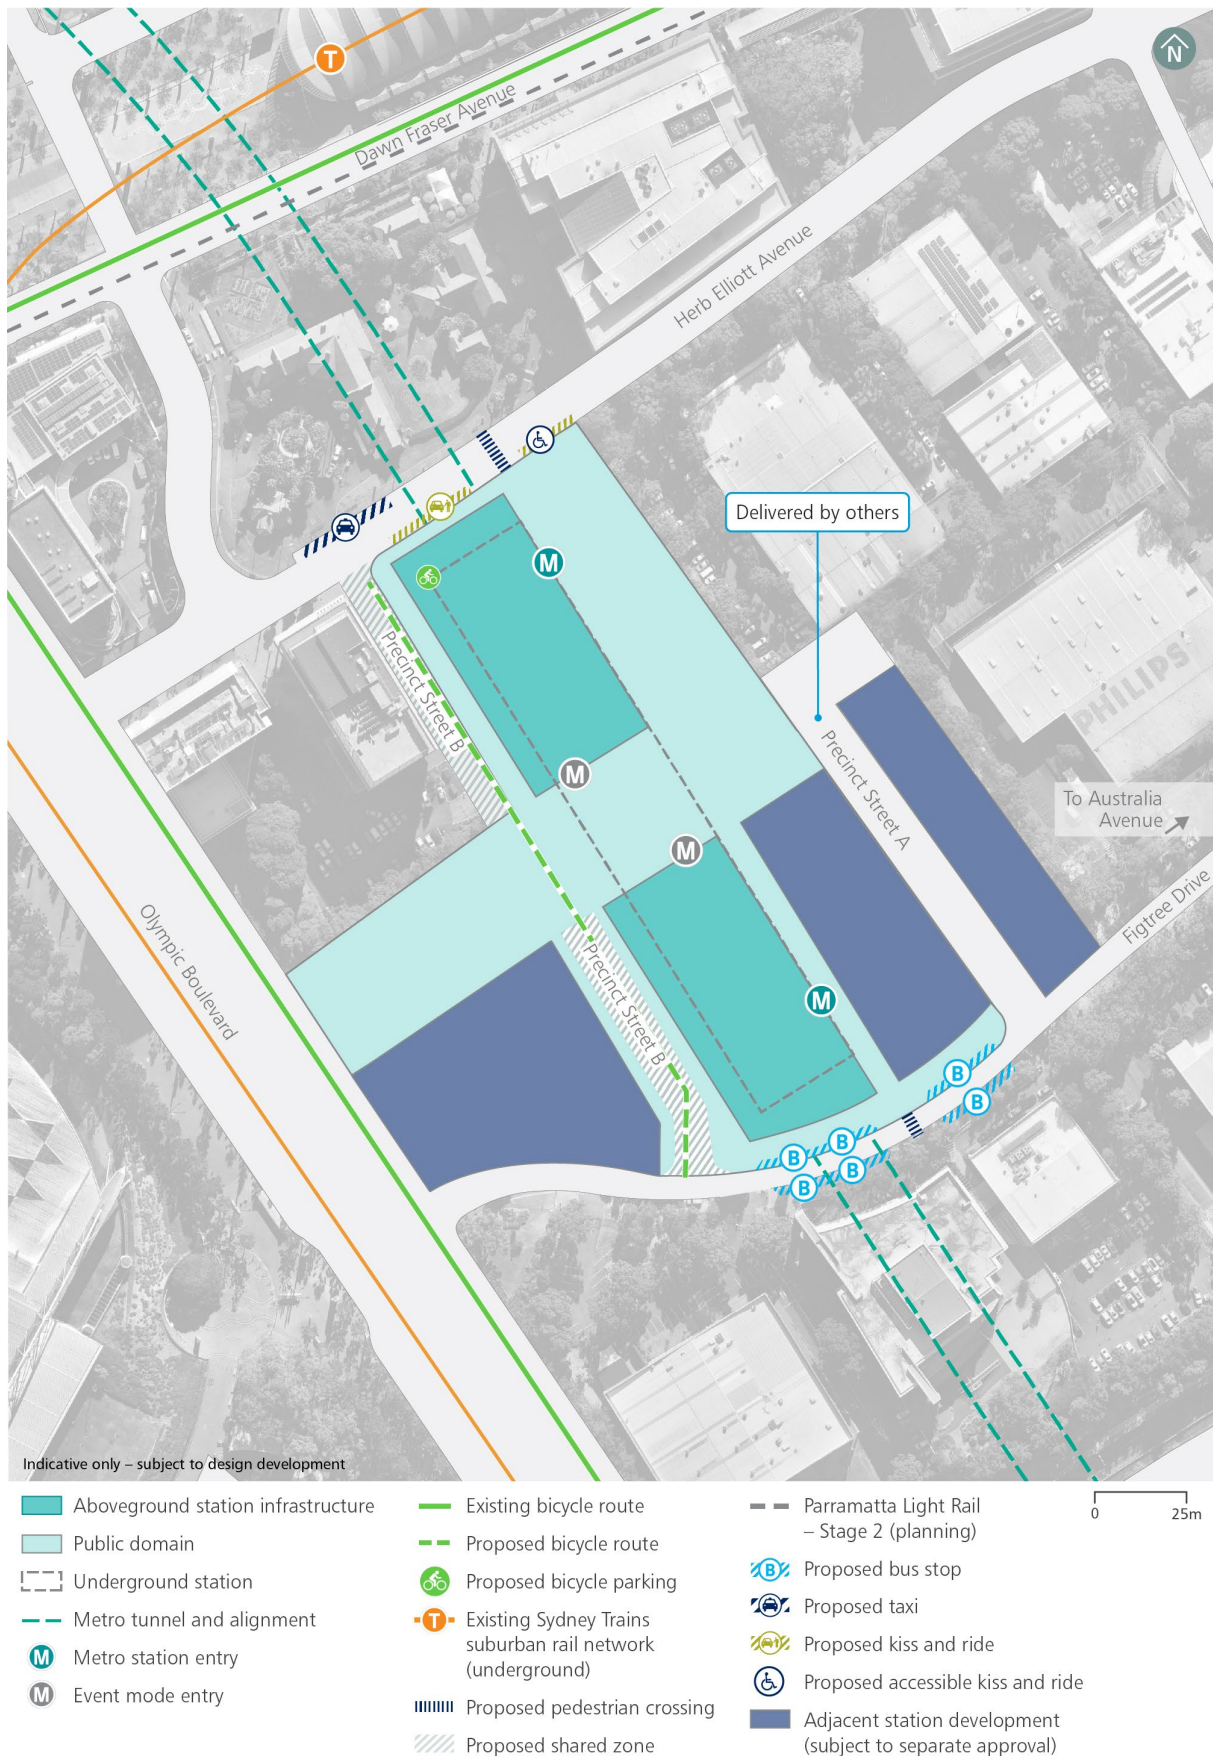 N
T
Dawn Fraser Avenue
Herb Elliott Avenue
Delivered by others
M
Precinct Street B
PHILIPS
M
Precinct Street A
To Australia
Avenue
M
Figtree Drive
Olympic Boulevard
Precinct Street B
M
B
B
B
B
B
B
Indicative only – subject to design development
Aboveground station infrastructure
Public domain
Underground station
Metro tunnel and alignment
M Metro station entry
M Event mode entry
Existing bicycle route
Proposed bicycle route
Proposed bicycle parking
T Existing Sydney Trains
suburban rail network
(underground)
Proposed pedestrian crossing
Proposed shared zone
Parramatta Light Rail
– Stage 2 (planning)
B Proposed bus stop
Proposed taxi
Proposed kiss and ride
Proposed accessible kiss and ride
Adjacent station development
(subject to separate approval)
0 25m